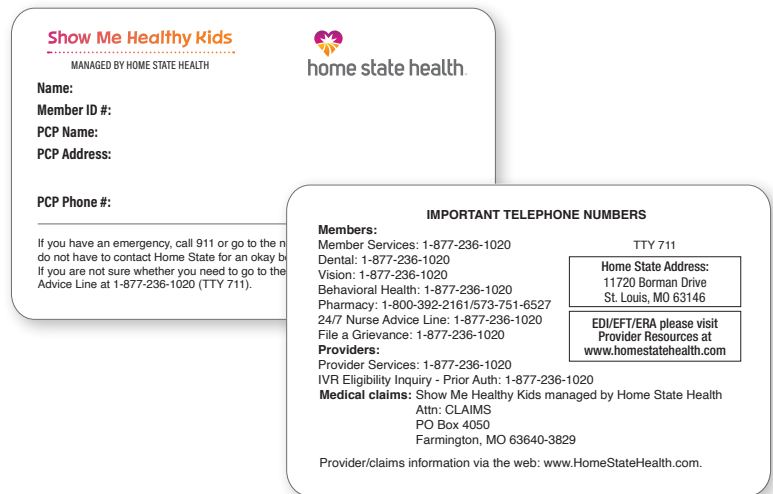 Show Me Healthy Kids
MANAGED BY HOME STATE HEALTH
home state health.
Name:
Member ID #:
PCP Name:
PCP Address:
PCP Phone #:
If you have an emergency, call 911 or go to the
do not have to contact Home State for an okay
If you are not sure whether you need to go to the
Advice Line at 1-877-236-1020 (TTY 711).
IMPORTANT TELEPHONE NUMBERS
Members:
Member Services: 1-877-236-1020
TTY 711
Dental: 1-877-236-1020
Vision: 1-877-236-1020
Behavioral Health: 1-877-236-1020
Pharmacy: 1-800-392-2161/573-751-6527
24/7 Nurse Advice Line: 1-877-236-1020
File a Grievance: 1-877-236-1020
Home State Address:
11720 Borman Drive
St. Louis, MO 63146
EDI/EFT/ERA please visit
Provider Resources at
www.homestatehealth.com
Providers:
Provider Services: 1-877-236-1020
IVR Eligibility Inquiry - Prior Auth: 1-877-236-1020
Medical claims: Show Me Healthy Kids managed by Home State Health
Attn: CLAIMS
PO Box 4050
Farmington, MO 63640-3829
Provider/claims information via the web: www.HomeStateHealth.com.